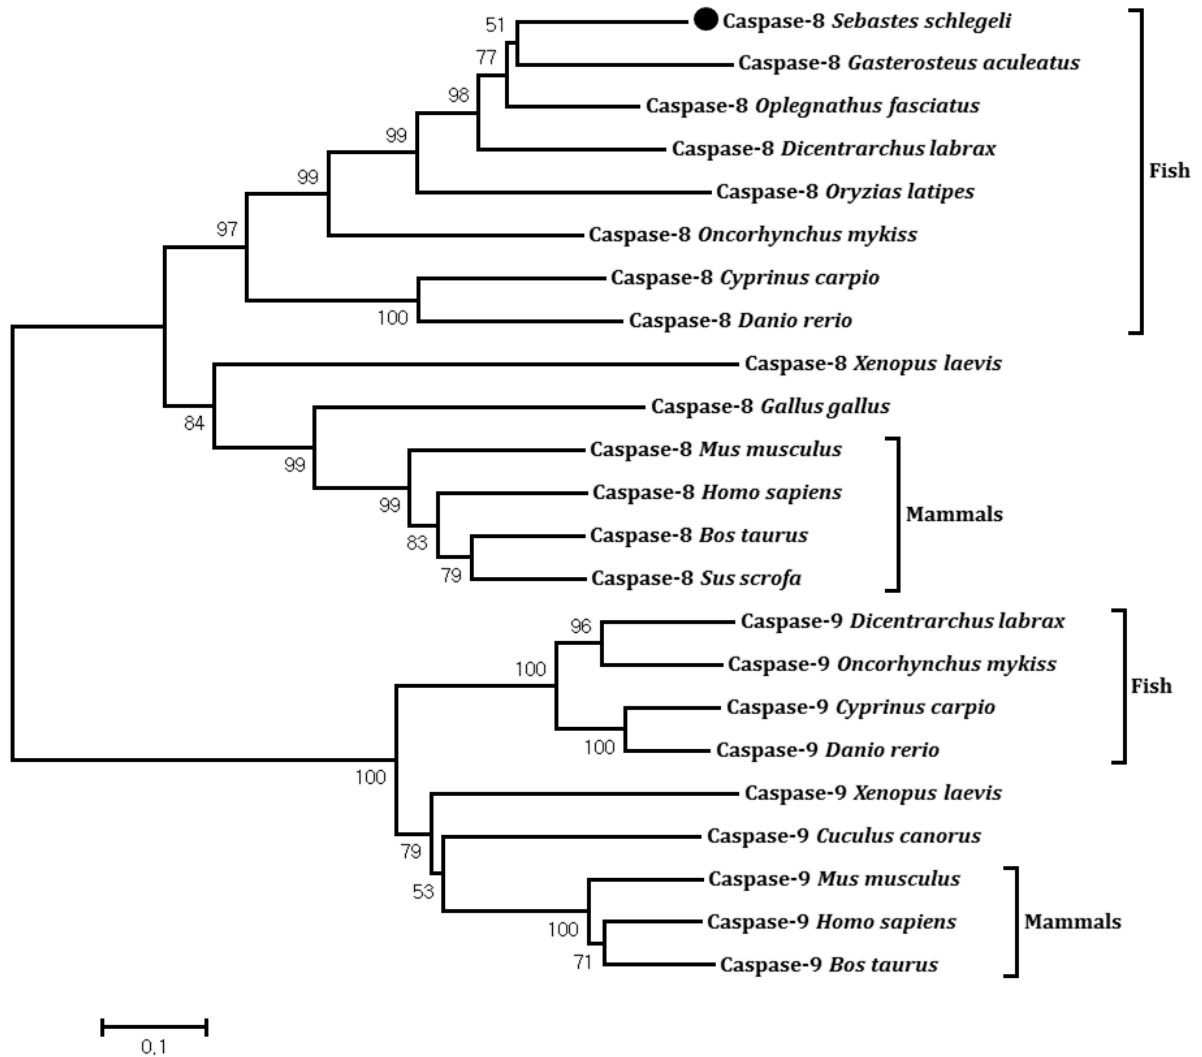 51
Caspase-8 Sebastes schlegeli
77
Caspase-8 Gasterosteus aculeatus
98
Caspase-8 Oplegnathus fasciatus
99
Caspase-8 Dicentrarchus labrax
Fish
99
Caspase-8 Oryzias latipes
97
Caspase-8 Oncorhynchus mykiss
Caspase-8 Cyprinus carpio
100
Caspase-8 Danio rerio
Caspase-8 Xenopus laevis
84
Caspase-8 Gallus gallus
99
Caspase-8 Mus musculus
99
Caspase-8 Homo sapiens
Mammals
83
Caspase-8 Bos taurus
79
Caspase-8 Sus scrofa
96
Caspase-9 Dicentrarchus labrax
100
Caspase-9 Oncorhynchus mykiss
Fish
Caspase-9 Cyprinus carpio
100
Caspase-9 Danio rerio
100
Caspase-9 Xenopus laevis
79
Caspase-9 Cuculus canorus
53
Caspase-9 Mus musculus
100
Caspase-9 Homo sapiens
Mammals
71
Caspase-9 Bos taurus
0.1